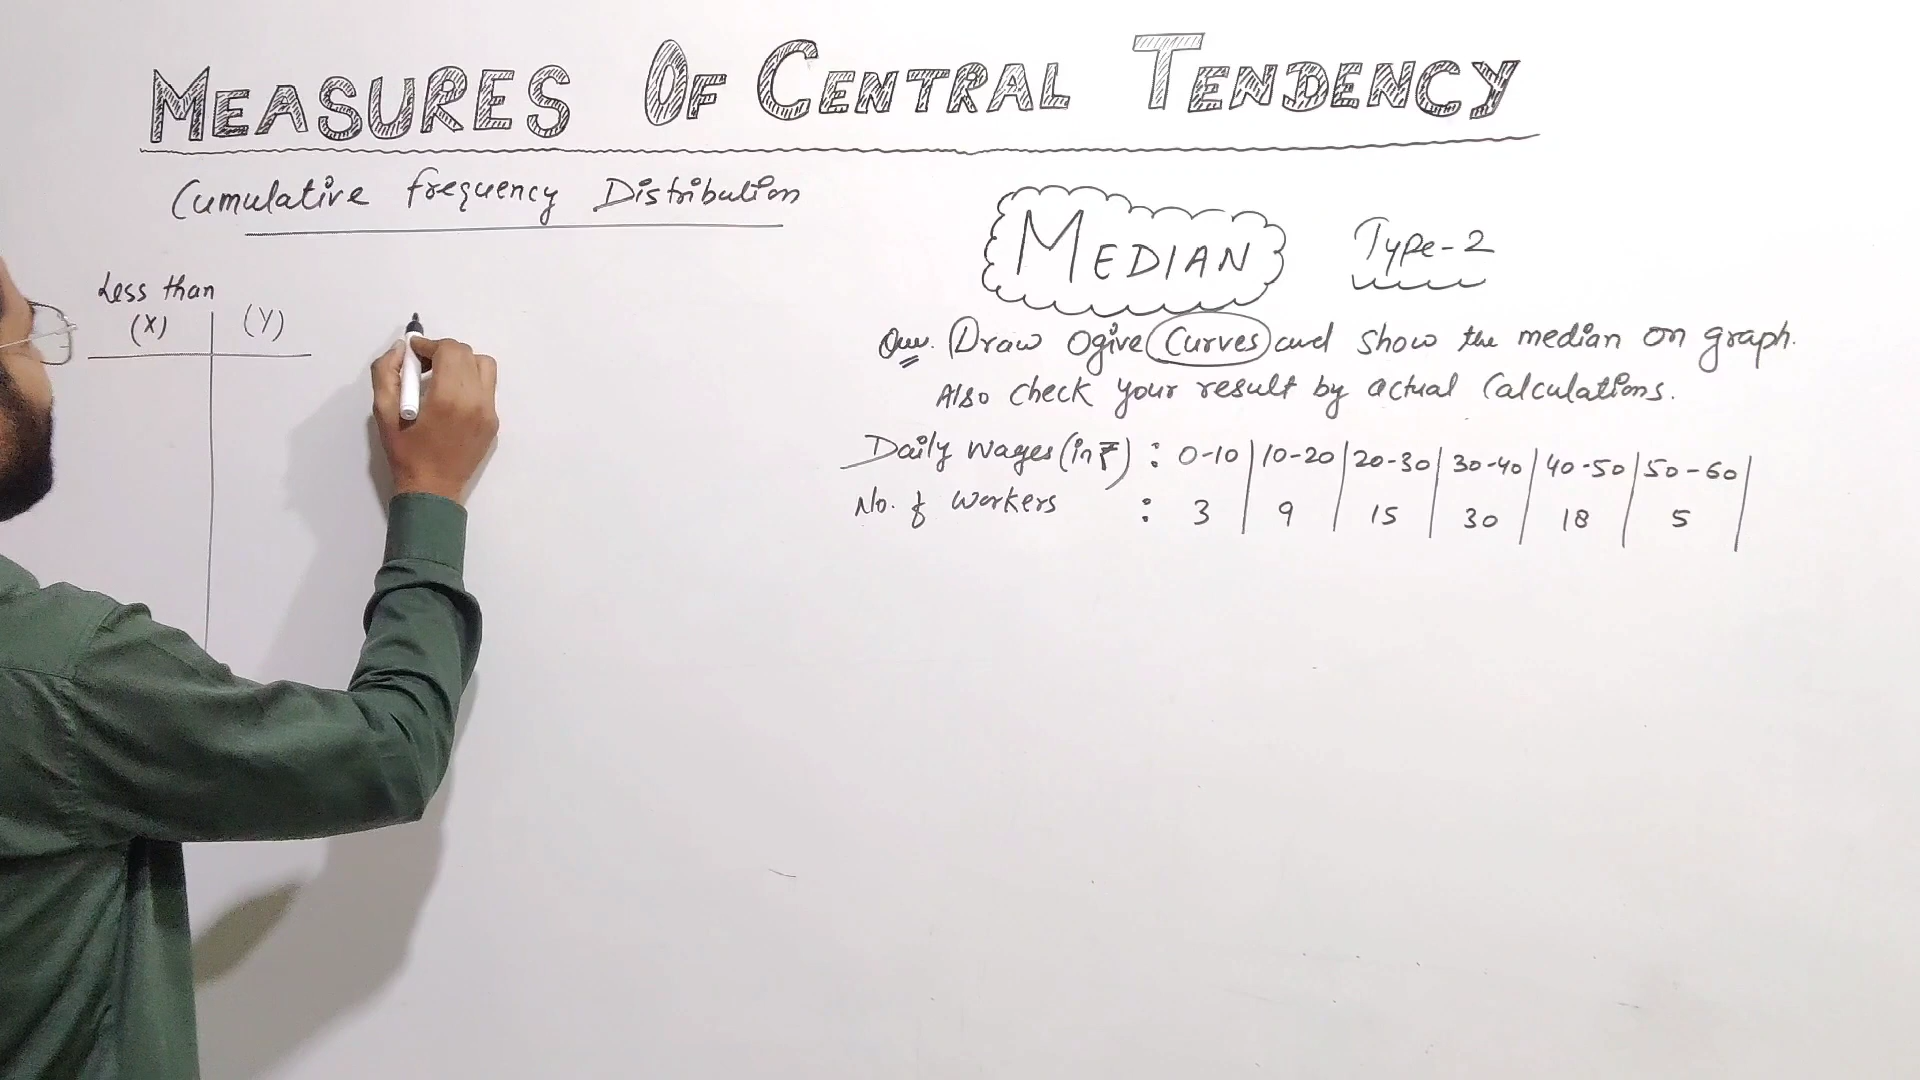 MEASURES OF CENTRAL TENDENCY
Cumulative frequency Distribution
Less than
(X) (Y)
MEDIAN Type-2
Que. Draw Ogive Curves and show the median on graph.
Also check your result by actual Calculations.
Daily Wages (in ₹) : 0-10 | 10-20 | 20-30 | 30-40 | 40-50 | 50-60 |
No. of Workers : 3 | 9 | 15 | 30 | 18 | 5 |